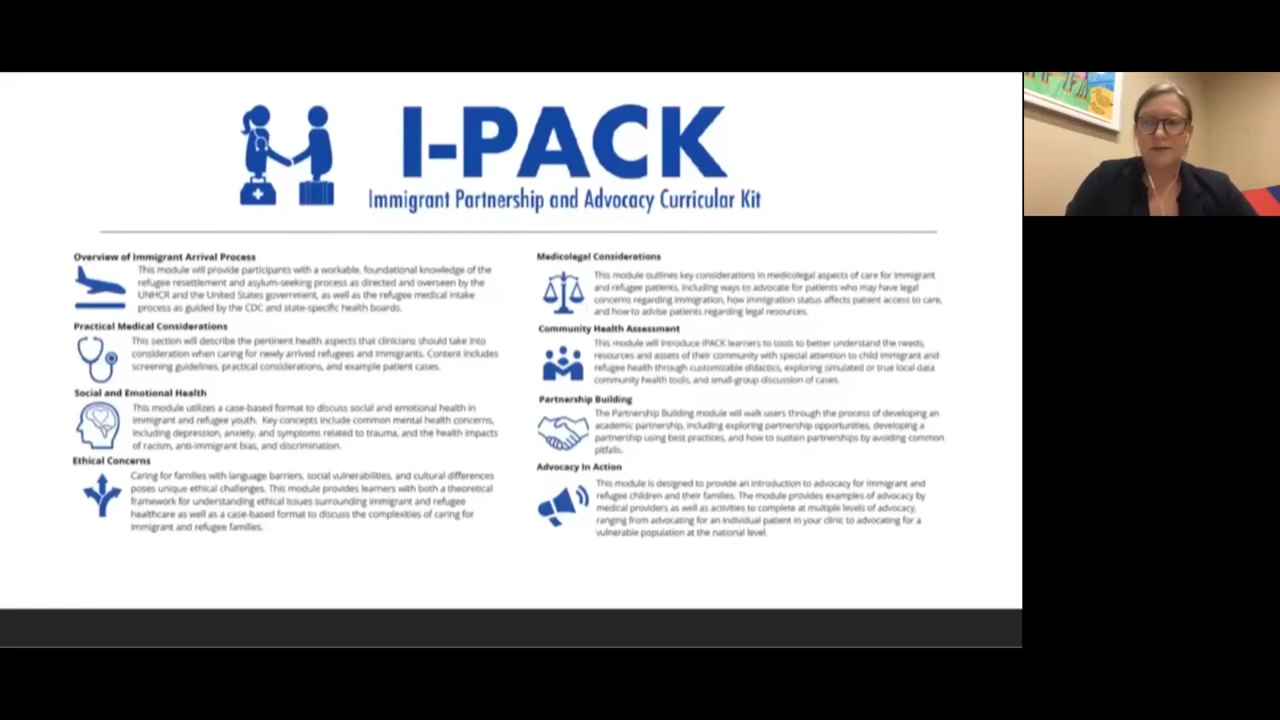 I-PACK
Immigrant Partnership and Advocacy Curricular Kit
Overview of Immigrant Arrival Process
This module will provide participants with a workable, foundational knowledge of the
refugee resettlement and asylum-seeking process as directed and overseen by the
UNHCR and the United States government, as well as the refugee medical intake
process as guided by the CDC and state-specific health boards.
Practical Medical Considerations
This section will describe the pertinent health aspects that clinicians should take into
consideration when caring for newly arrived refugees and immigrants. Content includes
screening guidelines, practical considerations, and example patient cases.
Social and Emotional Health
This module utilizes a case-based format to discuss social and emotional health in
immigrant and refugee youth. Key concepts include common mental health concerns,
including depression, anxiety, and symptoms related to trauma, and the health impacts
of racism, anti-immigrant bias, and discrimination.
Ethical Concerns
Caring for families with language barriers, social vulnerabilities, and cultural differences
poses unique ethical challenges. This module provides learners with both a theoretical
framework for understanding ethical issues surrounding immigrant and refugee
healthcare as well as a case-based format to discuss the complexities of caring for
immigrant and refugee families.
Medicolegal Considerations
This module outlines key considerations in medicolegal aspects of care for immigrant
and refugee patients, including ways to advocate for patients who may have legal
concerns regarding immigration, how immigration status affects patient access to care,
and how to advise patients regarding legal resources.
Community Health Assessment
This module will introduce IPACK learners to tools to better understand the needs,
resources and assets of their community with special attention to child immigrant and
refugee health through customizable didactics, exploring simulated or true local data
community health tools, and small-group discussion of cases.
Partnership Building
The Partnership Building module will walk users through the process of developing an
academic partnership, including exploring partnership opportunities, developing a
partnership using best practices, and how to sustain partnerships by avoiding common
pitfalls.
Advocacy In Action
This module is designed to provide an introduction to advocacy for immigrant and
refugee children and their families. The module provides examples of advocacy by
medical providers as well as activities to complete at multiple levels of advocacy,
ranging from advocating for an individual patient in your clinic to advocating for a
vulnerable population at the national level.